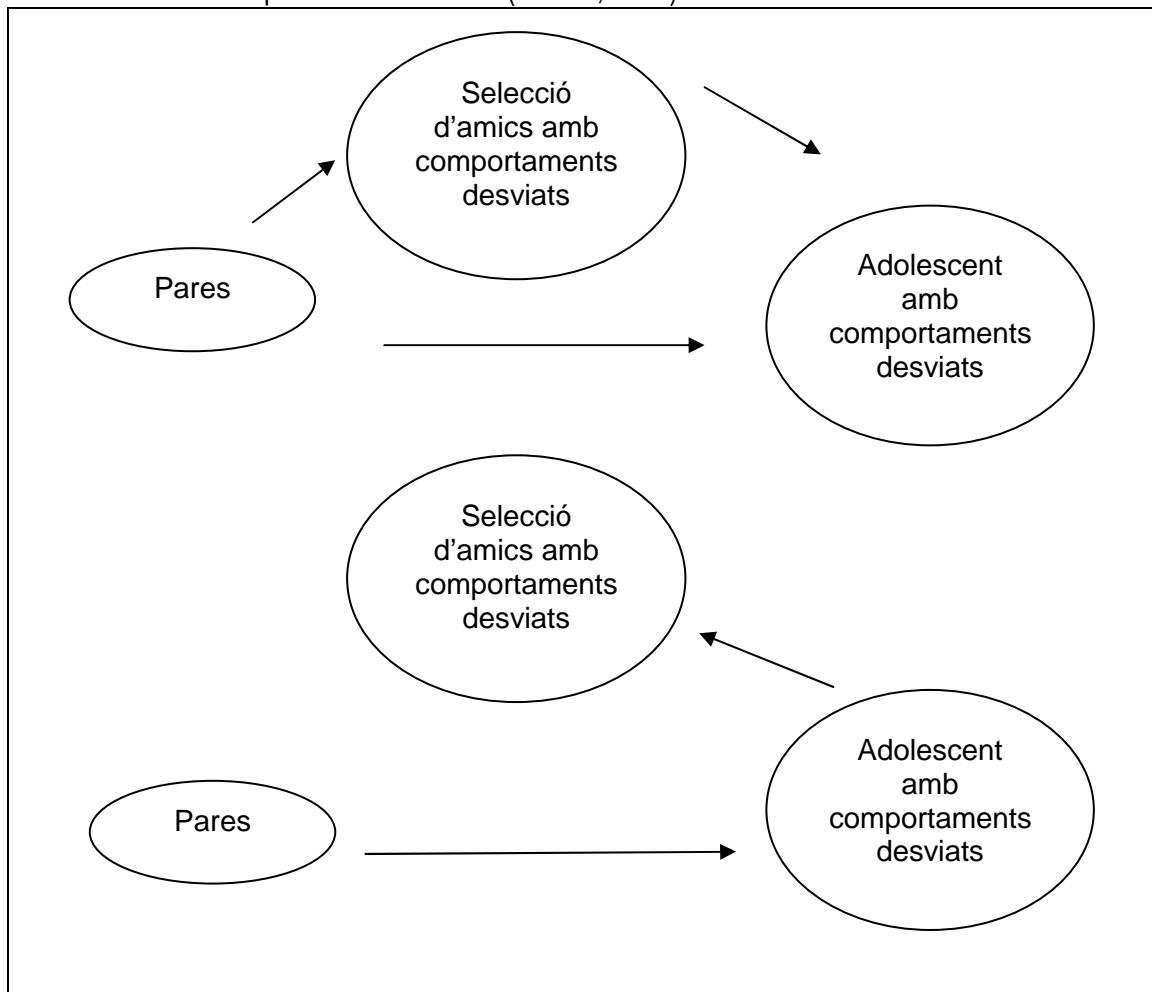 Selecció
d'amics amb
comportaments
desviats
Pares
Adolescent
amb
comportaments
desviats
Selecció
d'amics amb
comportaments
desviats
Adolescent
amb
comportaments
desviats
Pares